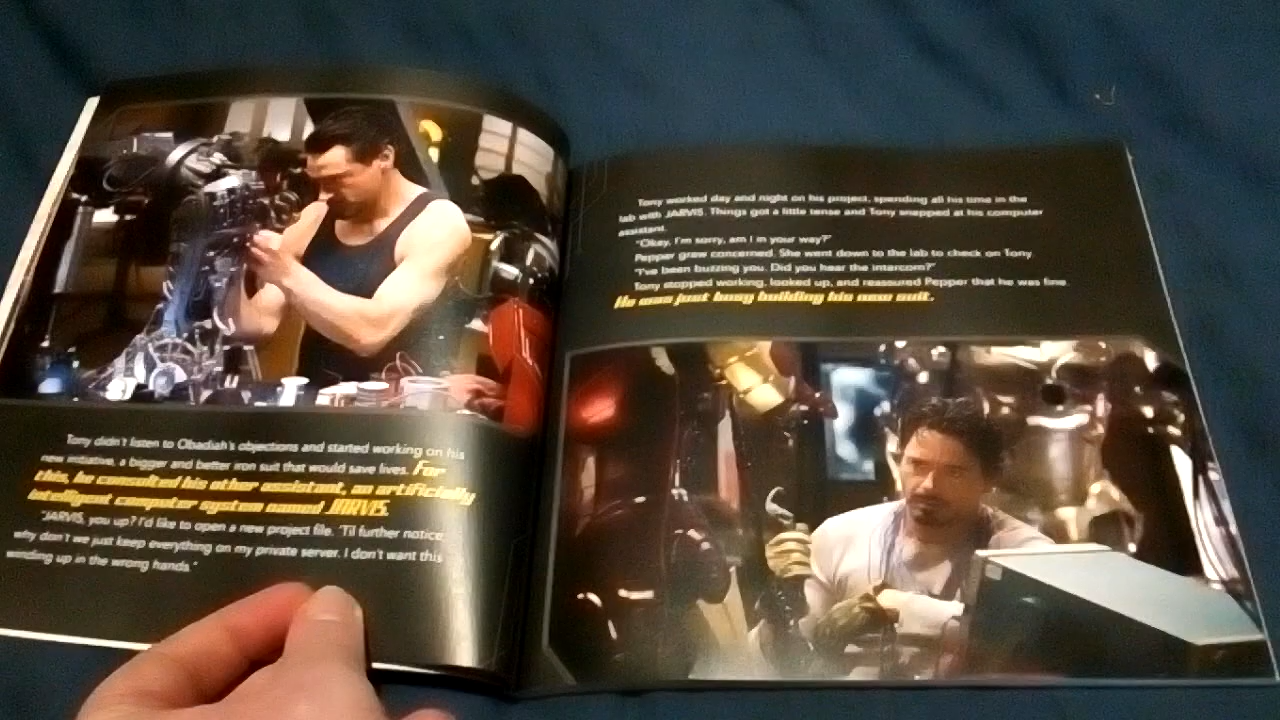 Tony didn't listen to Obadiah's objections and started working on his
new initiative, a bigger and better iron suit that would save lives. For
this, he consulted his other assistant, an artificially
intelligent computer system named JARVIS.
"JARVIS, you up? I'd like to open a new project file. 'Til further notice
why don't we just keep everything on my private server. I don't want this
winding up in the wrong hands."
Tony worked day and night on his project, spending all his time in the
lab with JARVIS. Things got a little tense and Tony snapped at his computer
assistant.
"Okay, I'm sorry, am I in your way?"
Pepper grew concerned. She went down to the lab to check on Tony.
"I've been buzzing you. Did you hear the intercom?"
Tony stopped working, looked up, and reassured Pepper that he was fine.
He was just busy building his new suit.